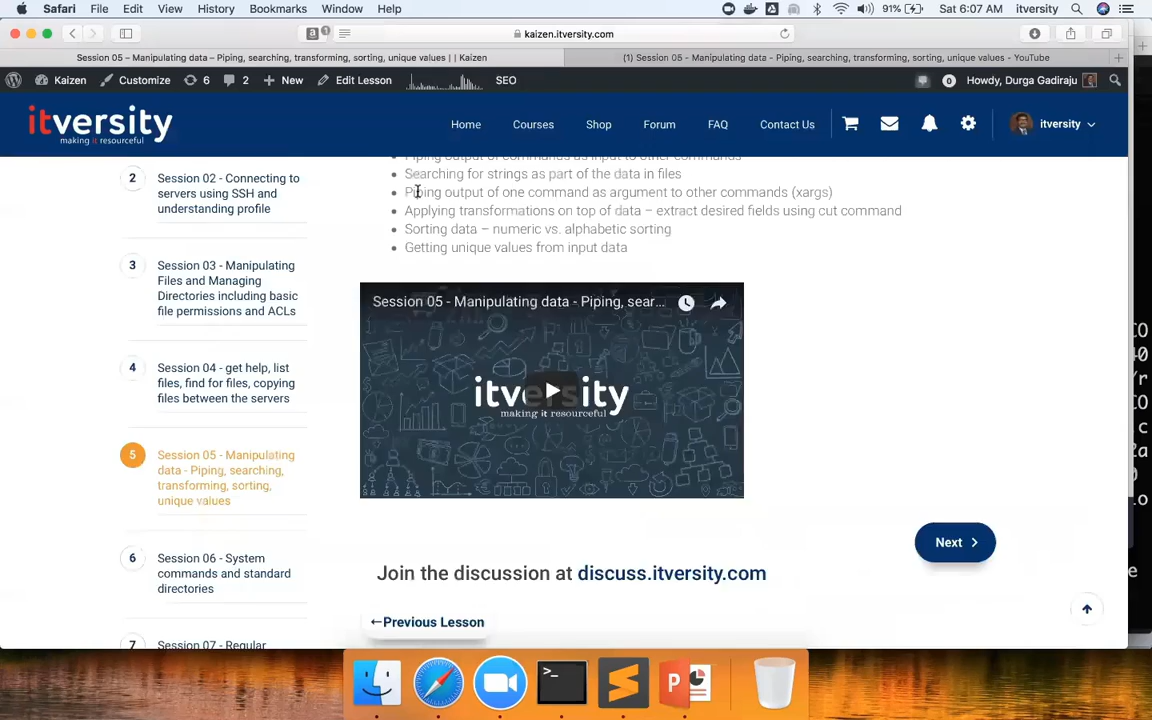 Safari File Edit View History Bookmarks Window Help 91% Sat 6:07 AM itversity
kaizen.itversity.com
Session 05 – Manipulating data – Piping, searching, transforming, sorting, unique values | | Kaizen
(1) Session 05 - Manipulating data - Piping, searching, transforming, sorting, unique values - YouTube
Kaizen Customize 6 2 New Edit Lesson SEO 0 Howdy, Durga Gadiraju
itversity
making it resourceful
Home Courses Shop Forum FAQ Contact Us itversity
Piping output of commands as input to other commands
Searching for strings as part of the data in files
Piping output of one command as argument to other commands (xargs)
Applying transformations on top of data – extract desired fields using cut command
Sorting data – numeric vs. alphabetic sorting
Getting unique values from input data
2 Session 02 - Connecting to
servers using SSH and
understanding profile
3 Session 03 - Manipulating
Files and Managing
Directories including basic
file permissions and ACLs
4 Session 04 - get help, list
files, find for files, copying
files between the servers
5 Session 05 - Manipulating
data - Piping, searching,
transforming, sorting,
unique values
6 Session 06 - System
commands and standard
directories
7 Session 07 - Regular
Session 05 - Manipulating data - Piping, sear...
itversity
making it resourceful
Next
Join the discussion at discuss.itversity.com
←Previous Lesson